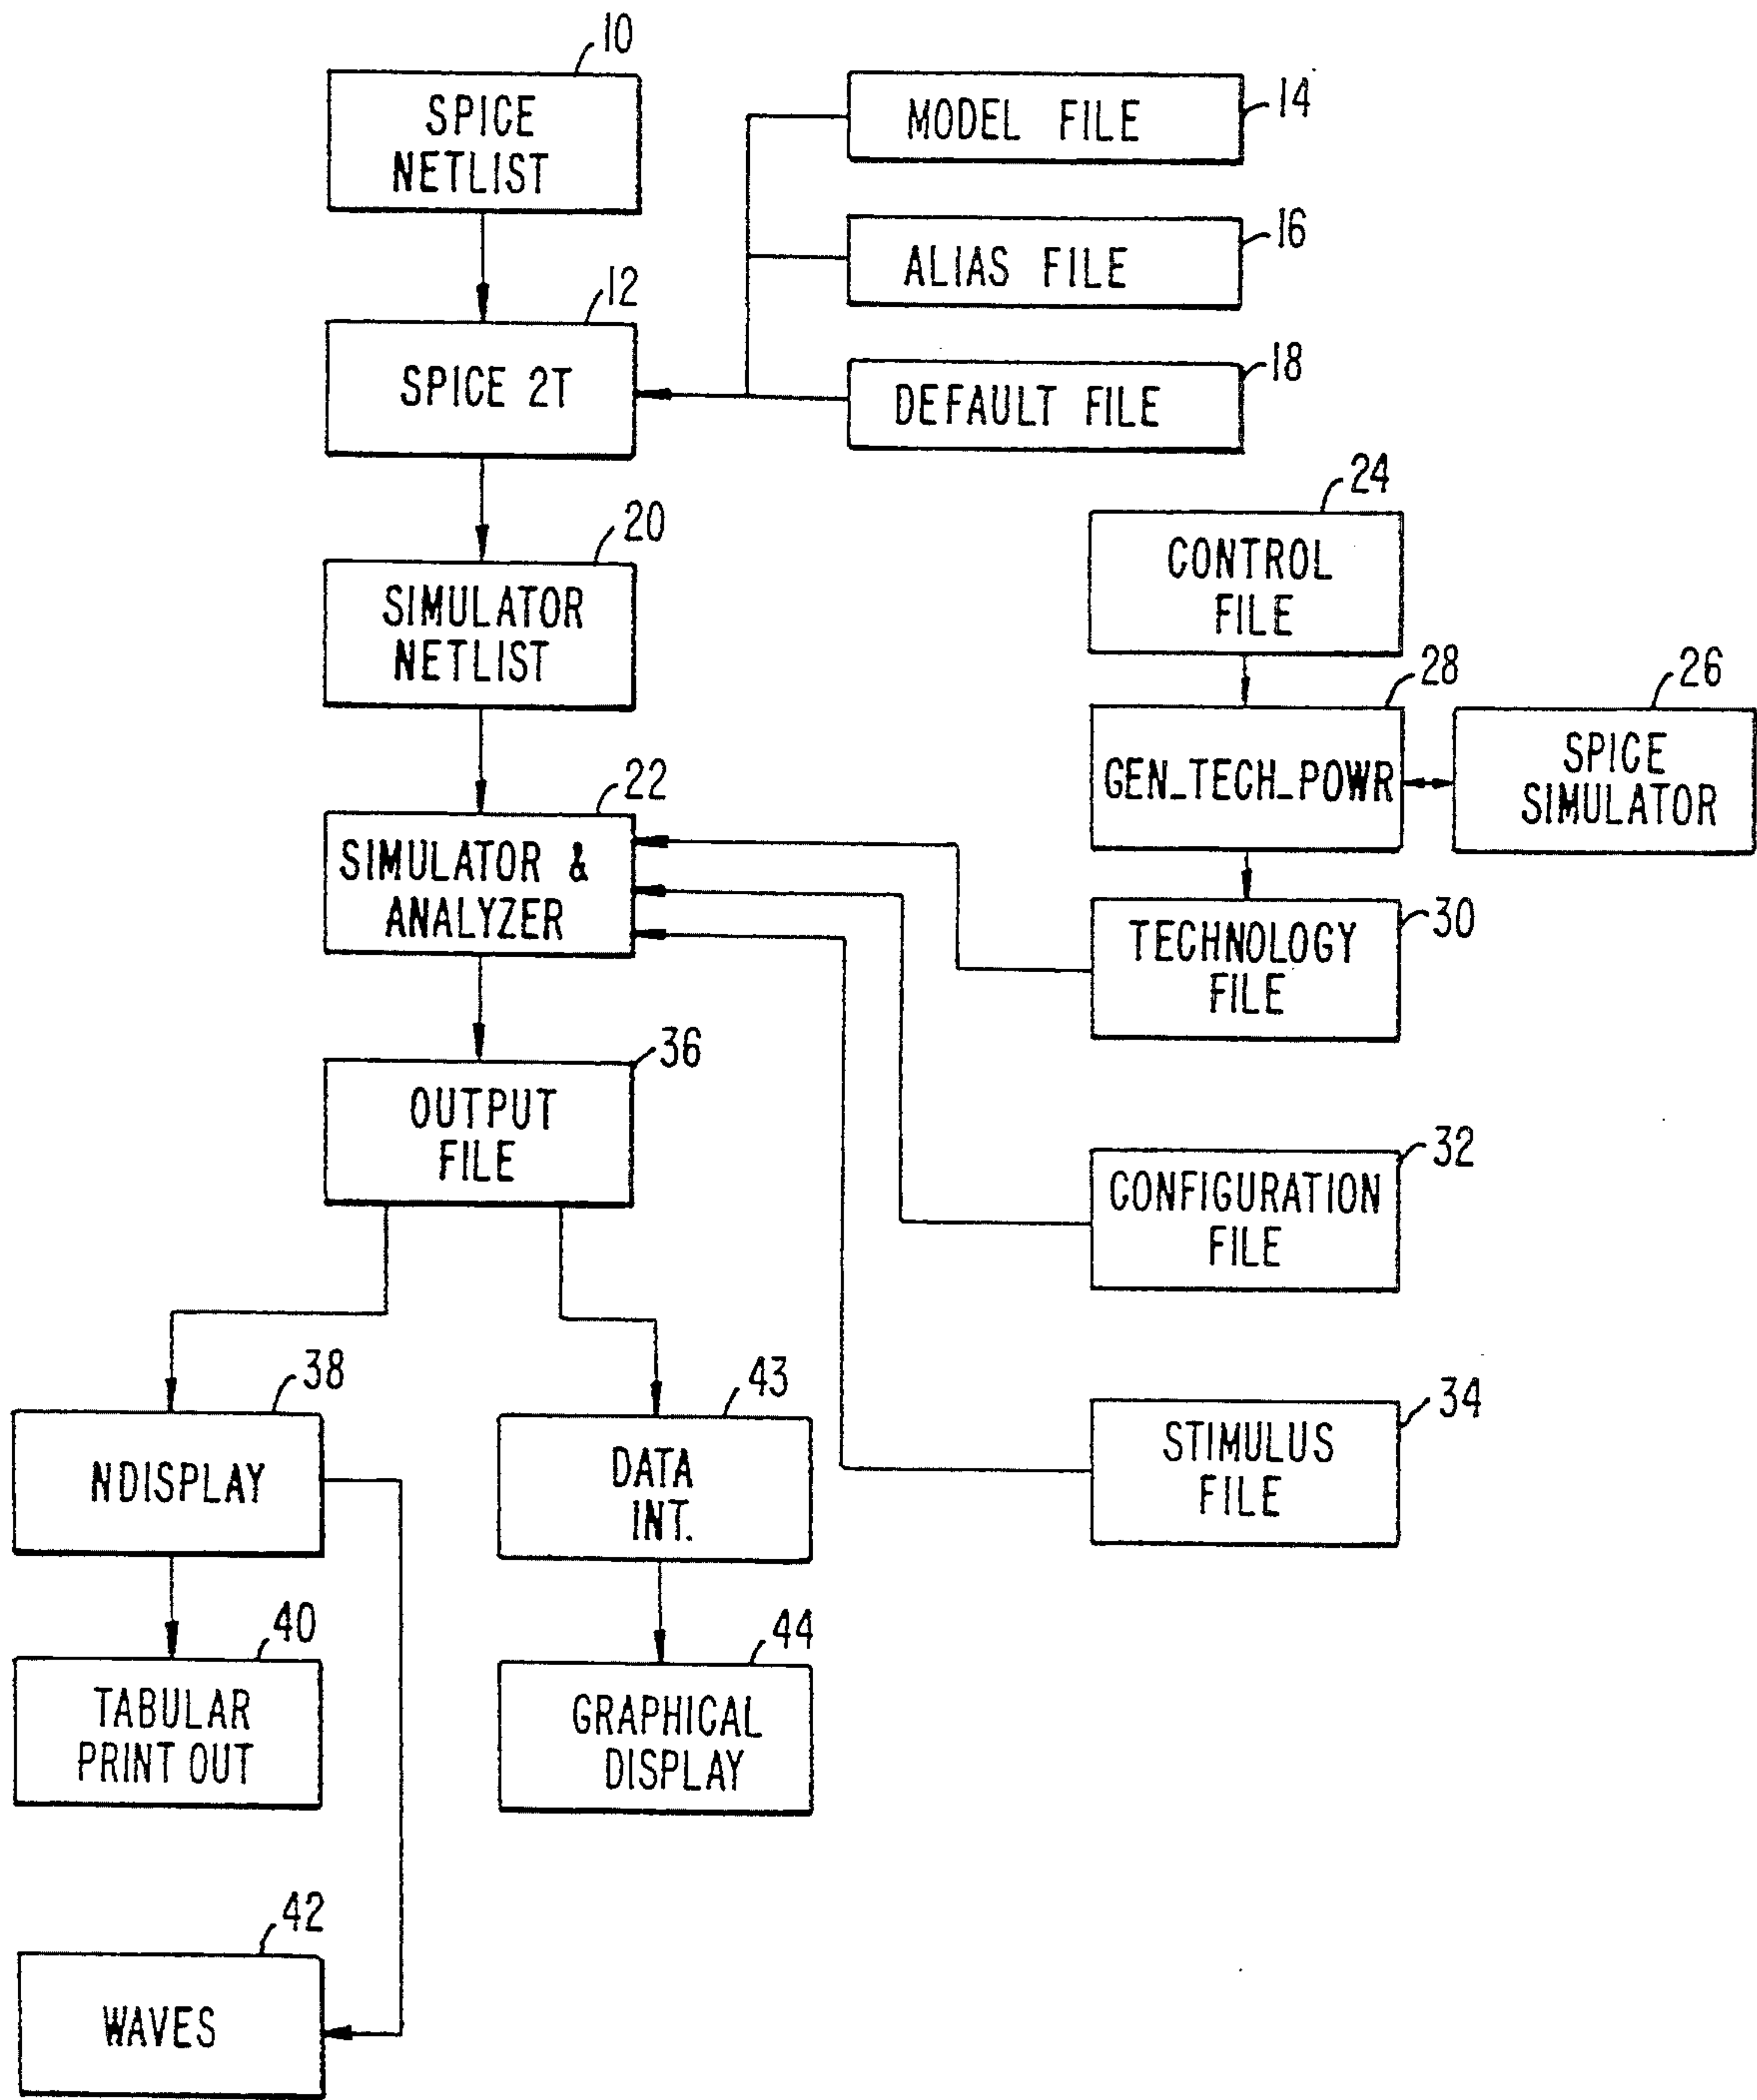 10
SPICE
NETLIST
14
MODEL FILE
16
ALIAS FILE
12
SPICE 2T
18
DEFAULT FILE
20
SIMULATOR
NETLIST
24
CONTROL
FILE
28
GEN_TECH_POWR
26
SPICE
SIMULATOR
22
SIMULATOR &
ANALYZER
30
TECHNOLOGY
FILE
36
OUTPUT
FILE
32
CONFIGURATION
FILE
38
NDISPLAY
43
DATA
INT.
34
STIMULUS
FILE
40
TABULAR
PRINT OUT
44
GRAPHICAL
DISPLAY
42
WAVES